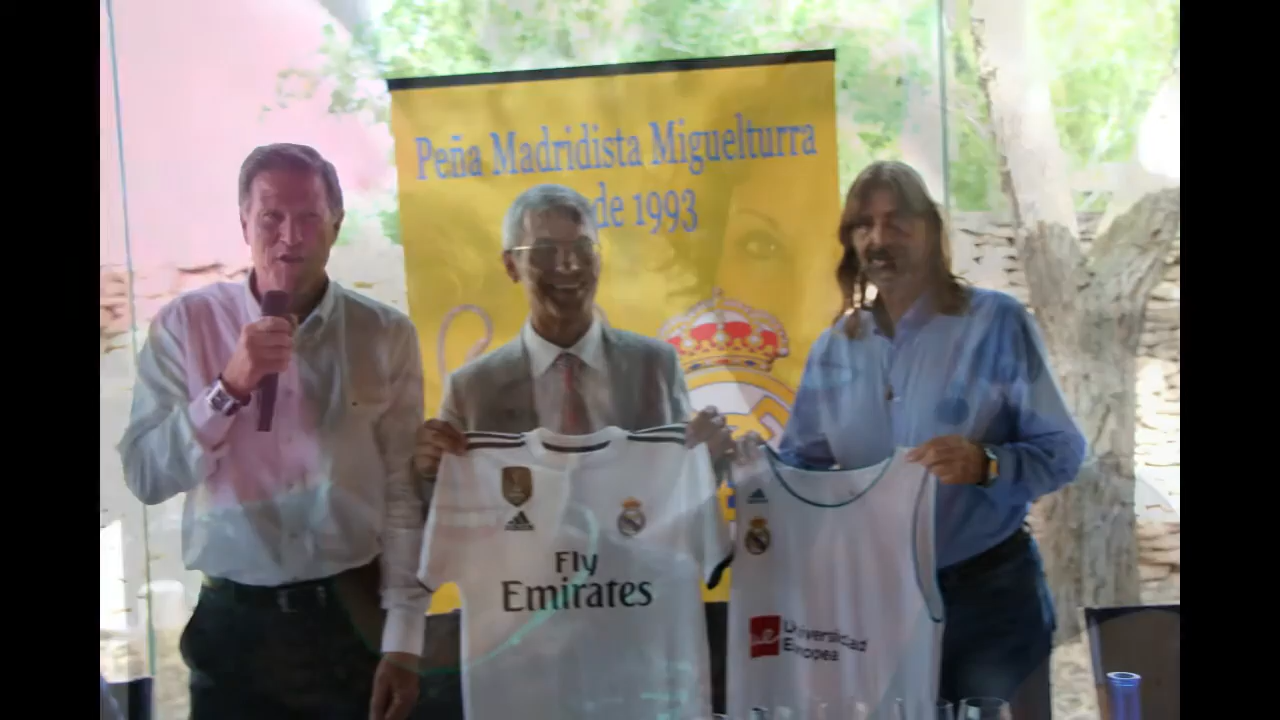 Peña Madridista Miguelturra
de 1993
Fly
Emirates
Universidad
Europea